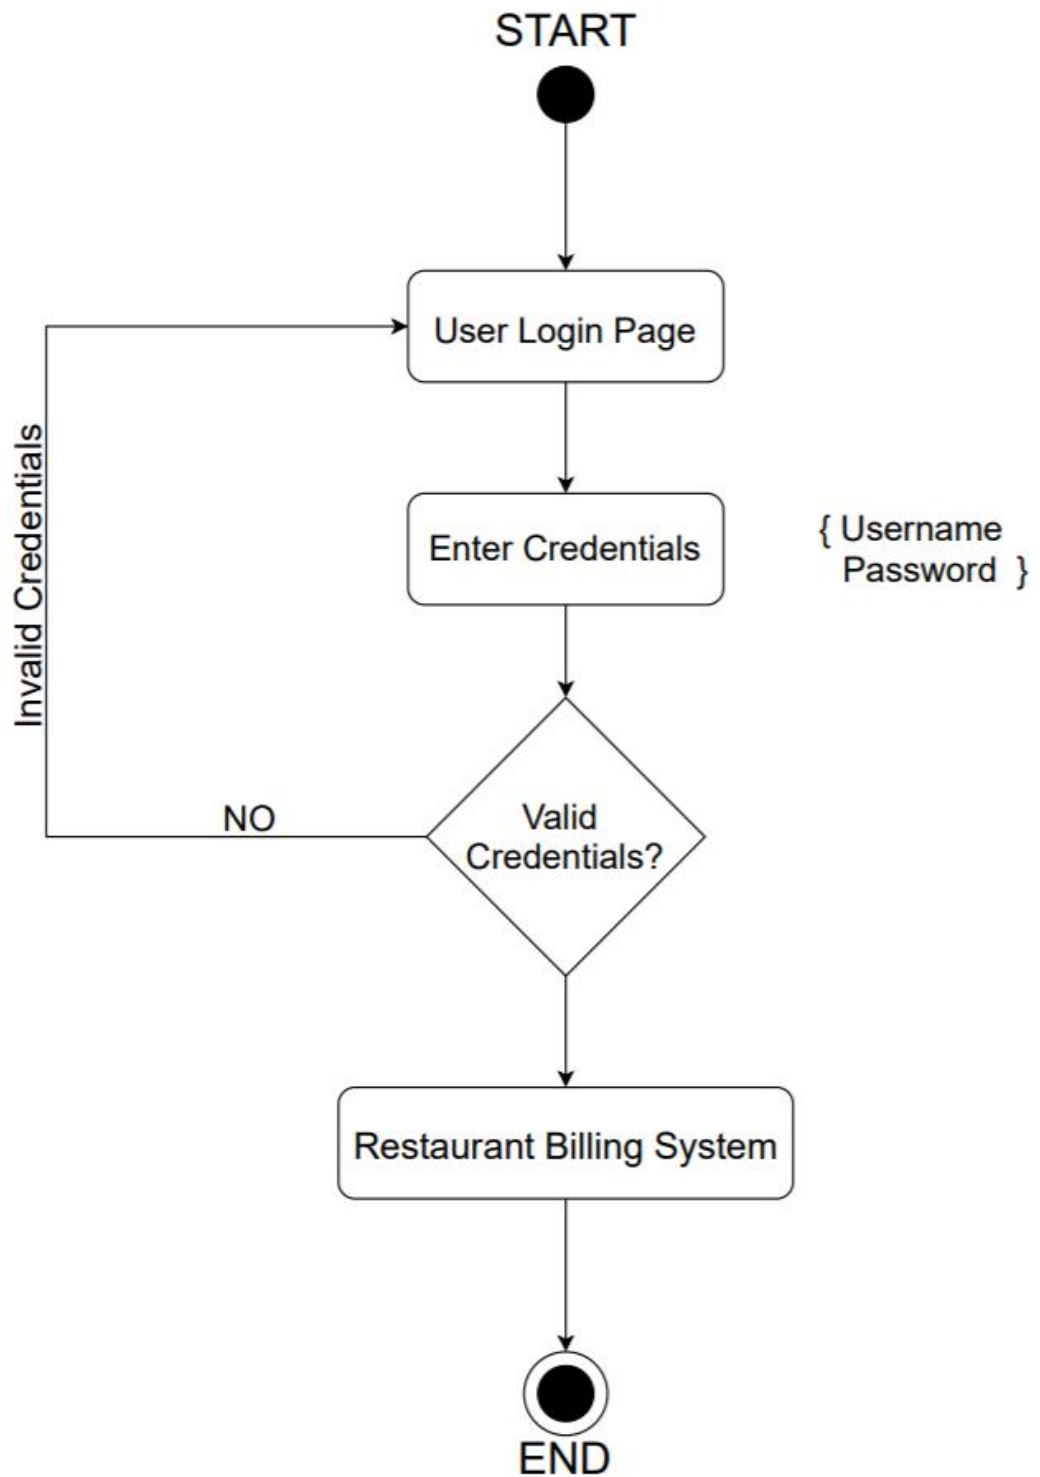 START
User Login Page
Invalid Credentials
Enter Credentials
{ Username
Password }
NO
Valid
Credentials?
Restaurant Billing System
END